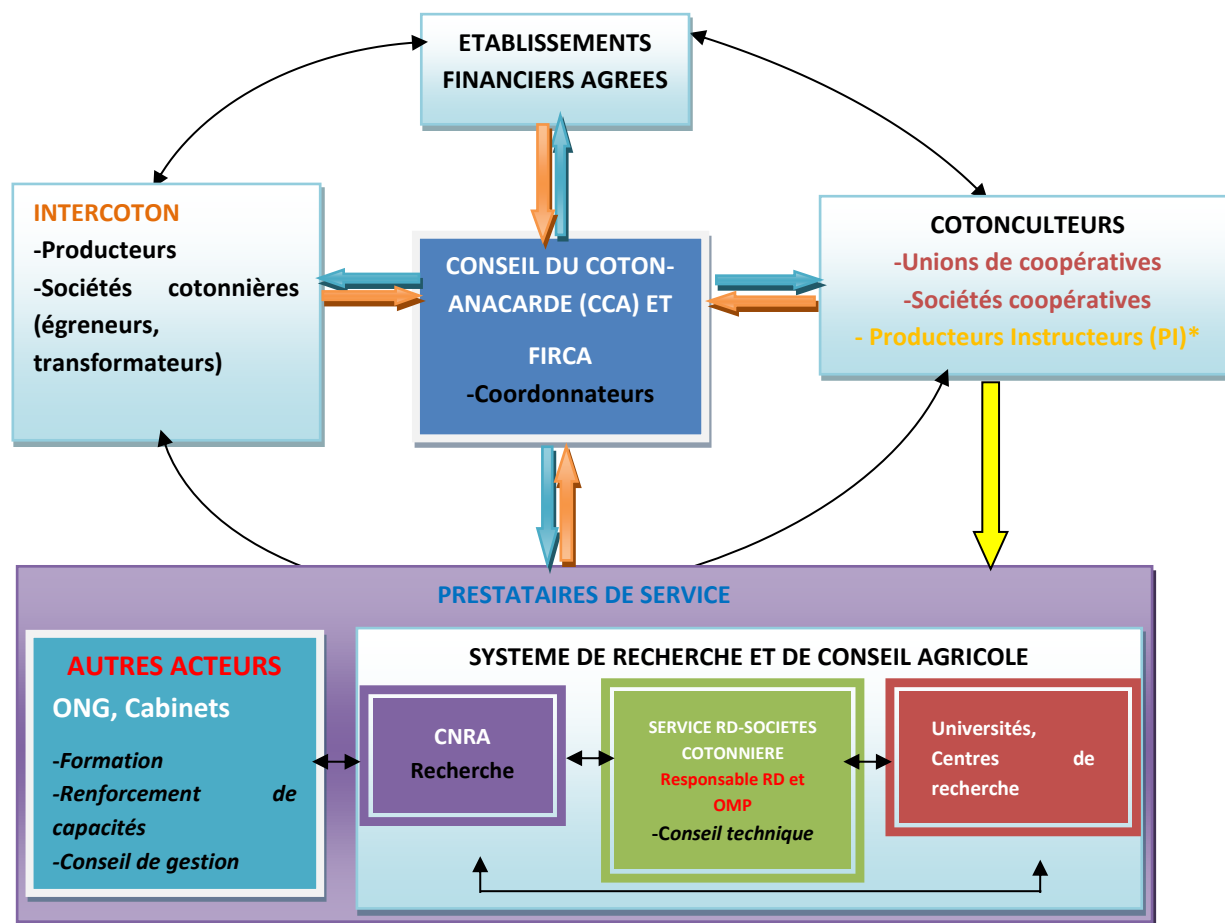 ETABLISSEMENTS
FINANCIERS AGREES
INTERCOTON
-Producteurs
-Sociétés cotonnières
(égreneurs,
transformateurs)
CONSEIL DU COTON-
ANACARDE (CCA) ET
FIRCA
-Coordonnateurs
COTONCULTEURS
-Unions de coopératives
-Sociétés coopératives
- Producteurs Instructeurs (PI)*
PRESTATAIRES DE SERVICE
AUTRES ACTEURS
ONG, Cabinets
-Formation
-Renforcement de
capacités
-Conseil de gestion
SYSTEME DE RECHERCHE ET DE CONSEIL AGRICOLE
CNRA
Recherche
SERVICE RD-SOCIETES
COTONNIERE
Responsable RD et
OMP
-Conseil technique
Universités,
Centres de
recherche